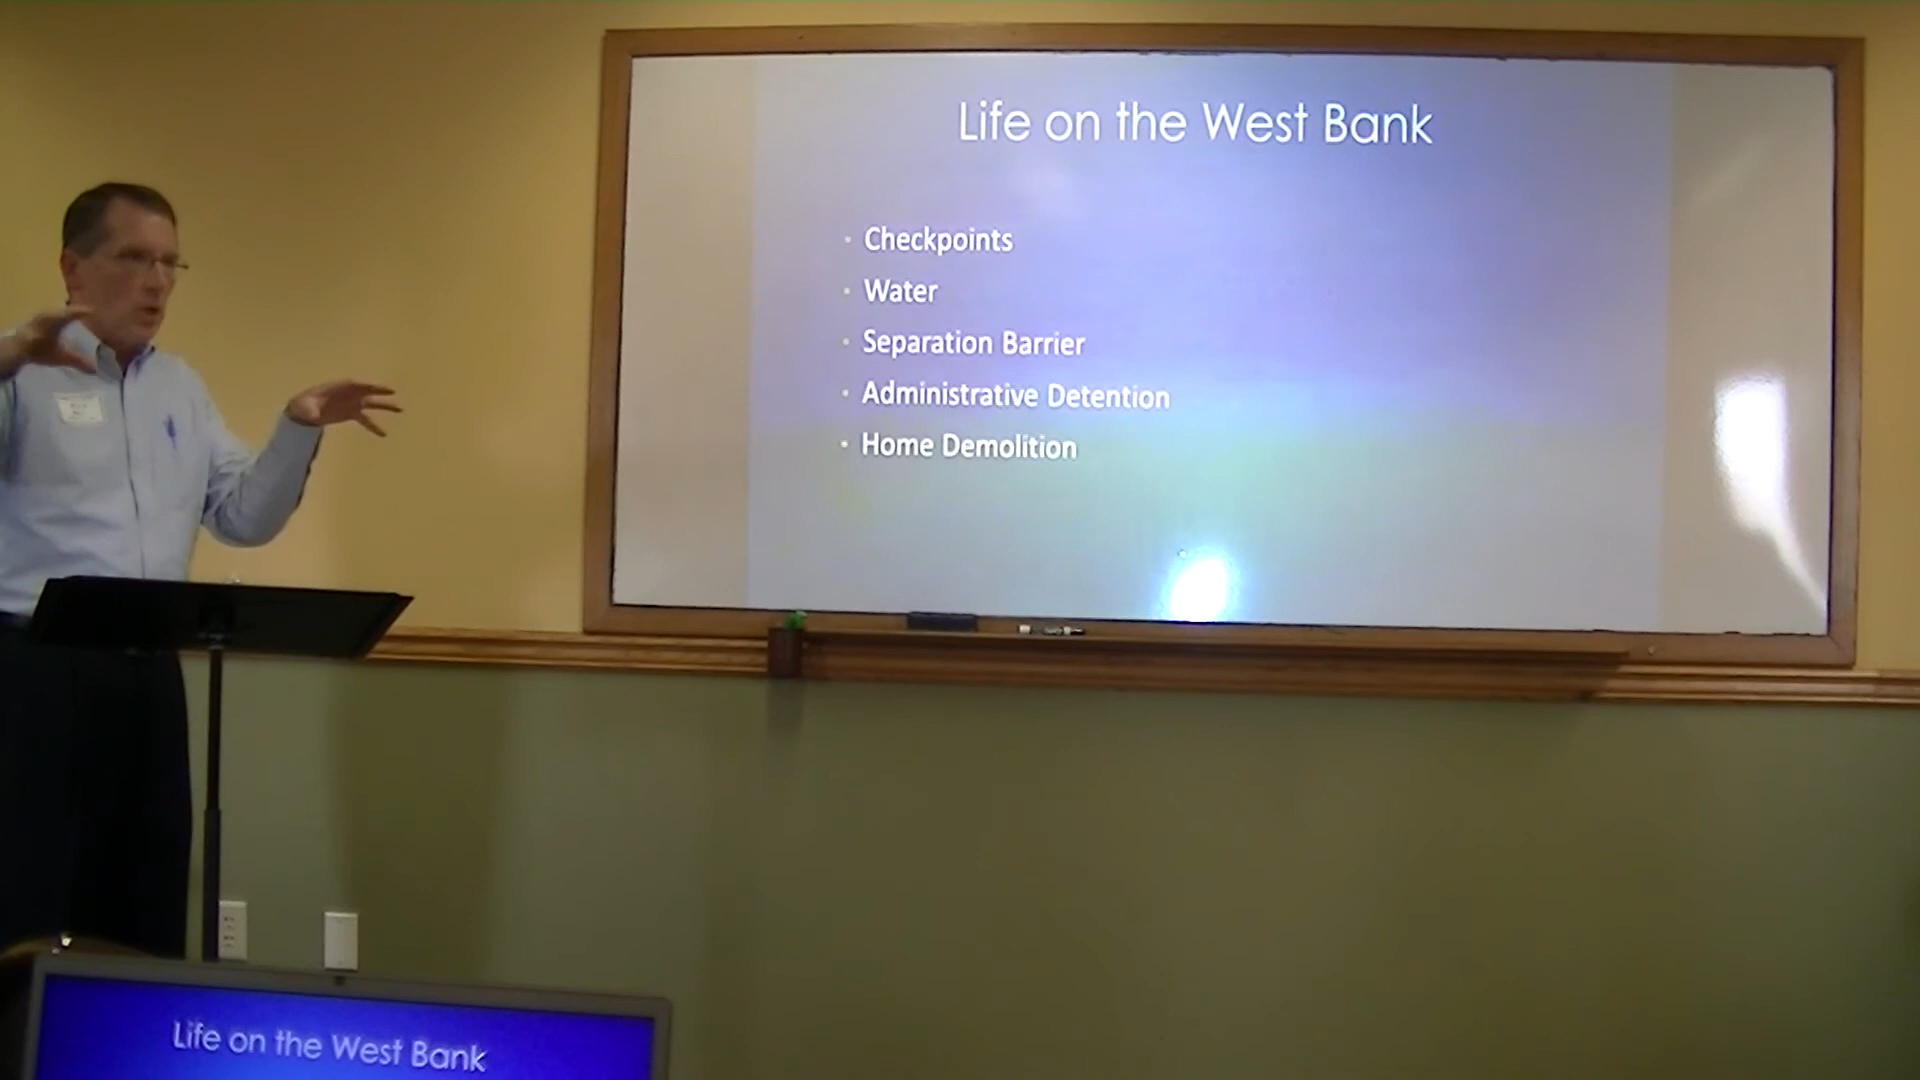 Life on the West Bank
• Checkpoints
• Water
• Separation Barrier
• Administrative Detention
• Home Demolition
Life on the West Bank